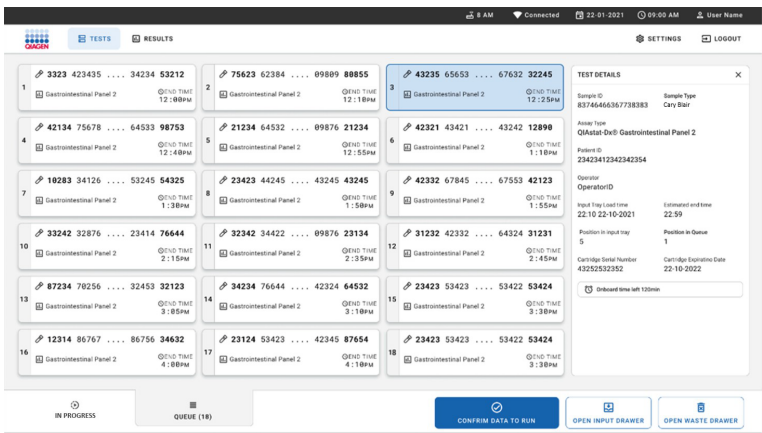 8 AM Connected 22-01-2021 09:00 AM User Name
QIAGEN TESTS RESULTS SETTINGS LOGOUT
1 3323 423435 .... 34234 53212
Gastrointestinal Panel 2 END TIME 12:00PM
2 75623 62384 .... 09809 80855
Gastrointestinal Panel 2 END TIME 12:10PM
3 43235 65653 .... 67632 32245
Gastrointestinal Panel 2 END TIME 12:25PM
4 42134 75678 .... 64533 98753
Gastrointestinal Panel 2 END TIME 12:40PM
5 21234 64532 .... 09876 21234
Gastrointestinal Panel 2 END TIME 12:55PM
6 42321 43421 .... 43242 12890
Gastrointestinal Panel 2 END TIME 1:10PM
7 10283 34126 .... 53245 54325
Gastrointestinal Panel 2 END TIME 1:30PM
8 23423 44245 .... 43245 43245
Gastrointestinal Panel 2 END TIME 1:50PM
9 42332 67845 .... 67553 42123
Gastrointestinal Panel 2 END TIME 1:55PM
10 33242 32876 .... 23414 76644
Gastrointestinal Panel 2 END TIME 2:15PM
11 32342 34422 .... 09876 23134
Gastrointestinal Panel 2 END TIME 2:35PM
12 31232 42332 .... 64324 31231
Gastrointestinal Panel 2 END TIME 2:45PM
13 87234 70256 .... 32453 32123
Gastrointestinal Panel 2 END TIME 3:05PM
14 34234 76644 .... 42324 64532
Gastrointestinal Panel 2 END TIME 3:10PM
15 23423 53423 .... 53422 53424
Gastrointestinal Panel 2 END TIME 3:30PM
16 12314 86767 .... 86756 34632
Gastrointestinal Panel 2 END TIME 4:00PM
17 23124 53423 .... 42345 87654
Gastrointestinal Panel 2 END TIME 4:10PM
18 23423 53423 .... 53422 53424
Gastrointestinal Panel 2 END TIME 3:30PM
TEST DETAILS
Sample ID Sample Type
83746466367738383 Cary Blair
Assay Type
QIAstat-Dx® Gastrointestinal Panel 2
Patient ID
23423412342342354
Operator
OperatorID
Input Tray Load time Estimated end time
22:10 22-10-2021 22:59
Position in input tray Position in Queue
5 1
Cartridge Serial Number Cartrdge Expiratino Date
43252532352 22-10-2022
Onboard time left 120min
IN PROGRESS QUEUE (18) CONFRIM DATA TO RUN OPEN INPUT DRAWER OPEN WASTE DRAWER